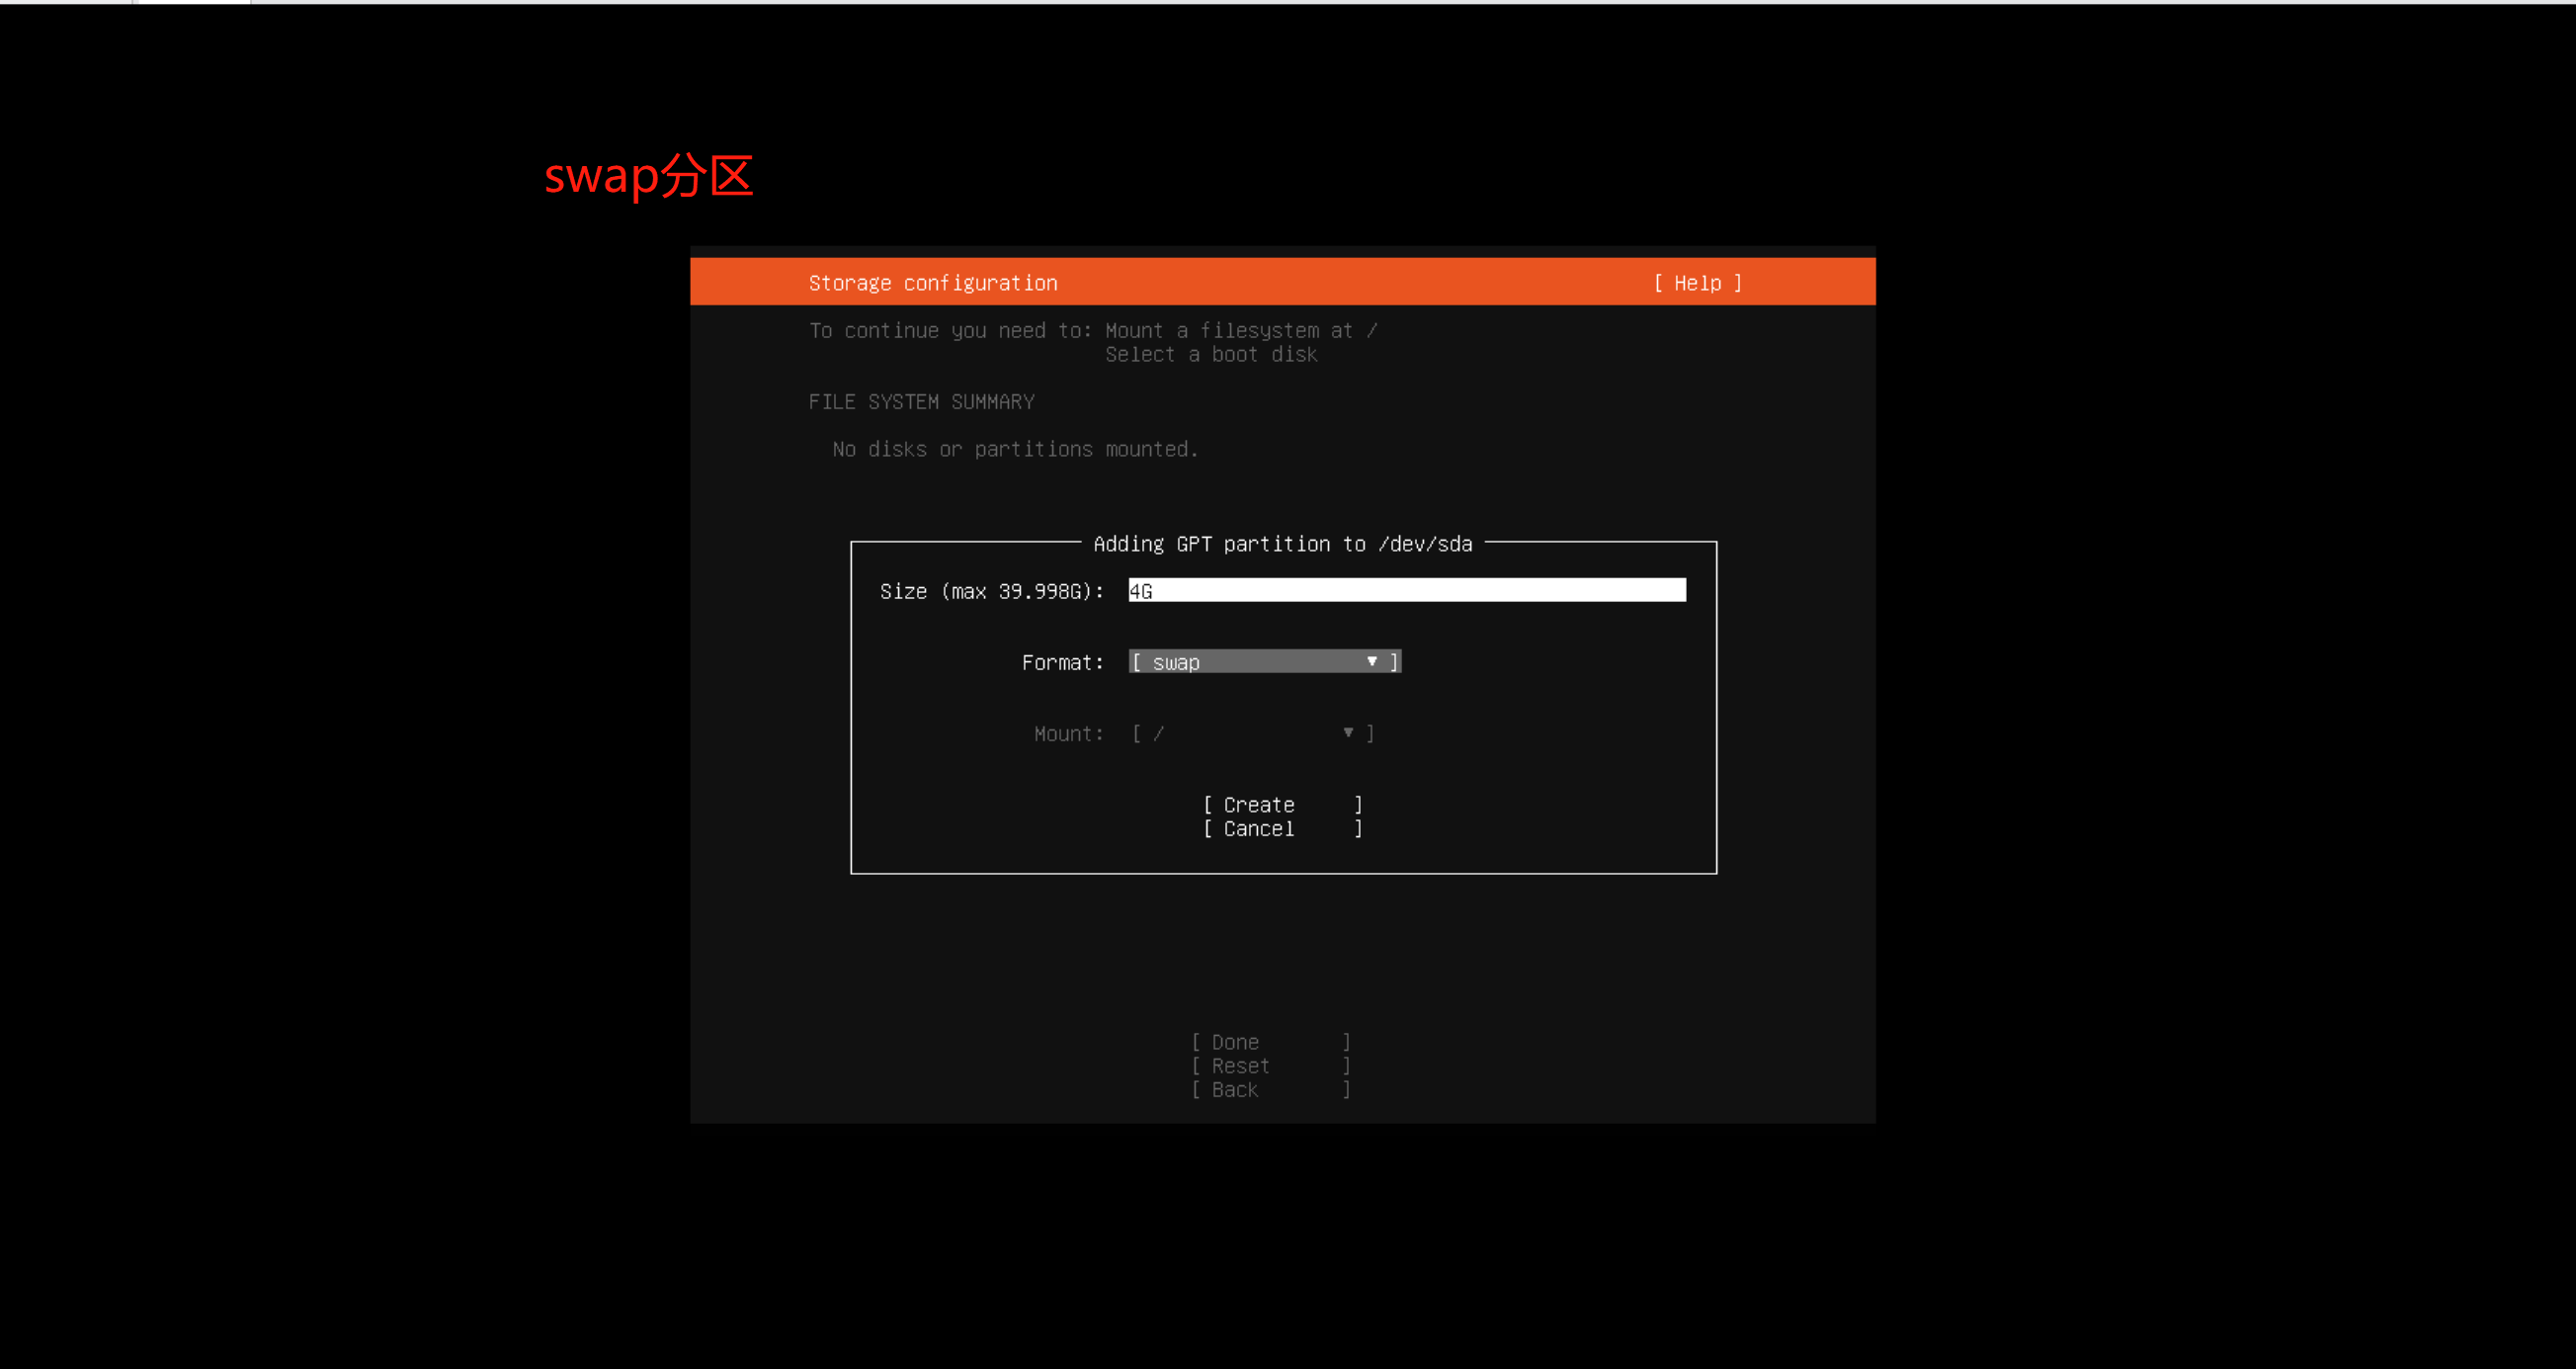 swap分区
Storage configuration [ Help ]
To continue you need to: Mount a filesystem at /
Select a boot disk
FILE SYSTEM SUMMARY
No disks or partitions mounted.
Adding GPT partition to /dev/sda
Size (max 39.998G): 4G
Format: [ swap ▼ ]
Mount: [ / ▼ ]
[ Create ]
[ Cancel ]
[ Done ]
[ Reset ]
[ Back ]